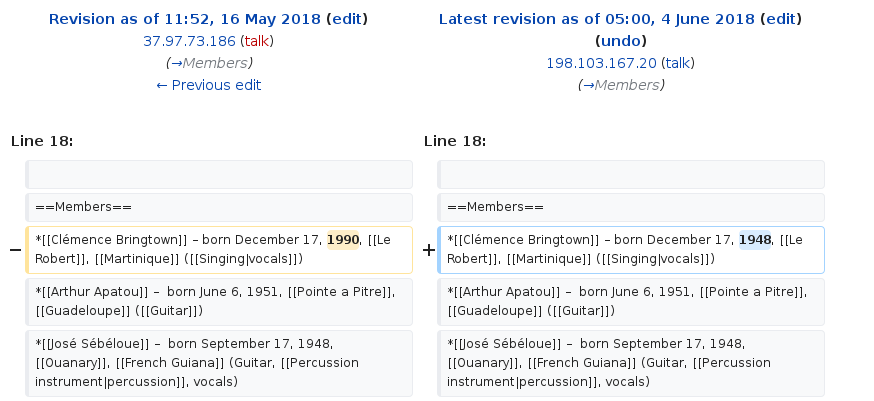 Revision as of 11:52, 16 May 2018 (edit)
37.97.73.186 (talk)
(→Members)
← Previous edit
Latest revision as of 05:00, 4 June 2018 (edit)
(undo)
198.103.167.20 (talk)
(→Members)
Line 18:
Line 18:
==Members==
==Members==
− *[[Clémence Bringtown]] – born December 17, 1990, [[Le
Robert]], [[Martinique]] ([[Singing|vocals]])
+ *[[Clémence Bringtown]] – born December 17, 1948, [[Le
Robert]], [[Martinique]] ([[Singing|vocals]])
*[[Arthur Apatou]] – born June 6, 1951, [[Pointe a Pitre]],
[[Guadeloupe]] ([[Guitar]])
*[[Arthur Apatou]] – born June 6, 1951, [[Pointe a Pitre]],
[[Guadeloupe]] ([[Guitar]])
*[[José Sébéloue]] – born September 17, 1948,
[[Ouanary]], [[French Guiana]] (Guitar, [[Percussion
instrument|percussion]], vocals)
*[[José Sébéloue]] – born September 17, 1948,
[[Ouanary]], [[French Guiana]] (Guitar, [[Percussion
instrument|percussion]], vocals)